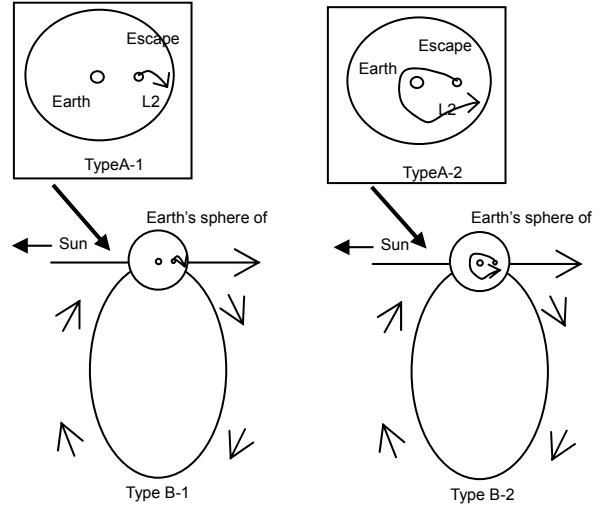 Escape
Earth
L2
TypeA-1
Escape
Earth
L2
TypeA-2
Earth's sphere of
Sun
Type B-1
Earth's sphere of
Sun
Type B-2